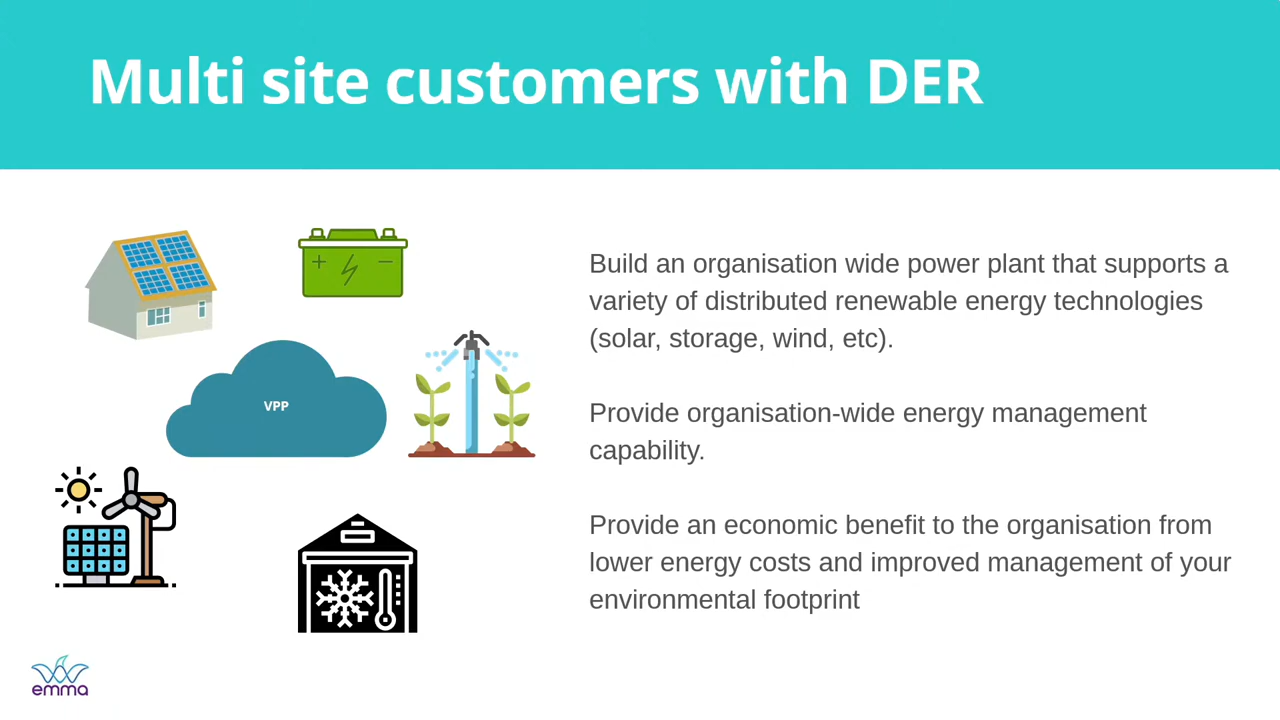 Multi site customers with DER
VPP
Build an organisation wide power plant that supports a
variety of distributed renewable energy technologies
(solar, storage, wind, etc).
Provide organisation-wide energy management
capability.
Provide an economic benefit to the organisation from
lower energy costs and improved management of your
environmental footprint
emma